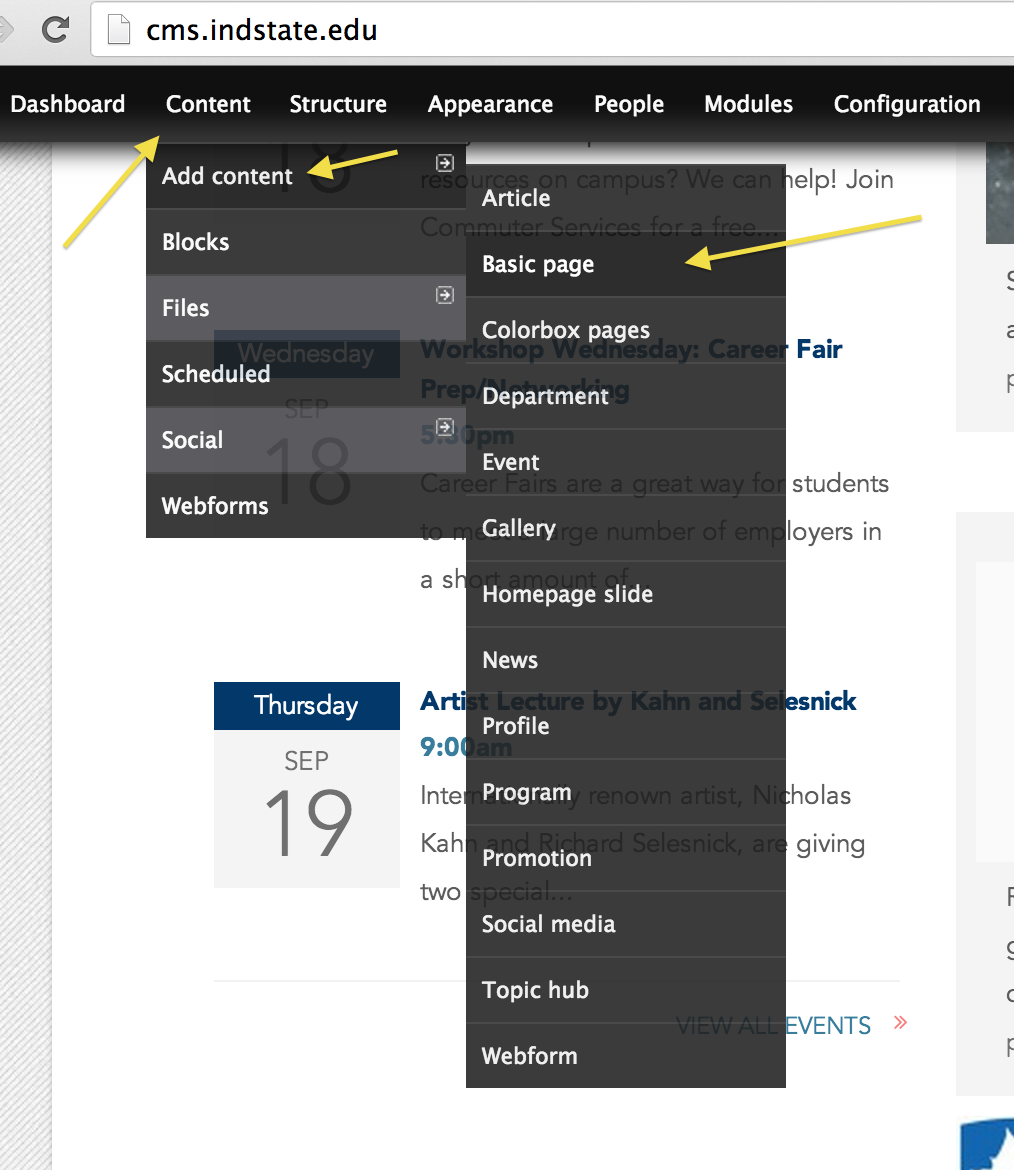 cms.indstate.edu
Dashboard Content Structure Appearance People Modules Configuration
Add content
Blocks
Files
Scheduled
Social
Webforms
Article
Basic page
Colorbox pages
Department
Event
Gallery
Homepage slide
News
Profile
Program
Promotion
Social media
Topic hub
Webform
18
resources on campus? We can help! Join
Commuter Services for a free...
Wednesday
SEP
18
Workshop Wednesday: Career Fair
Prep/Networking
5:30pm
Career Fairs are a great way for students
to meet a large number of employers in
a short amount of...
Thursday
SEP
19
Artist Lecture by Kahn and Selesnick
9:00am
Internationally renown artist, Nicholas
Kahn and Richard Selesnick, are giving
two special...
VIEW ALL EVENTS »